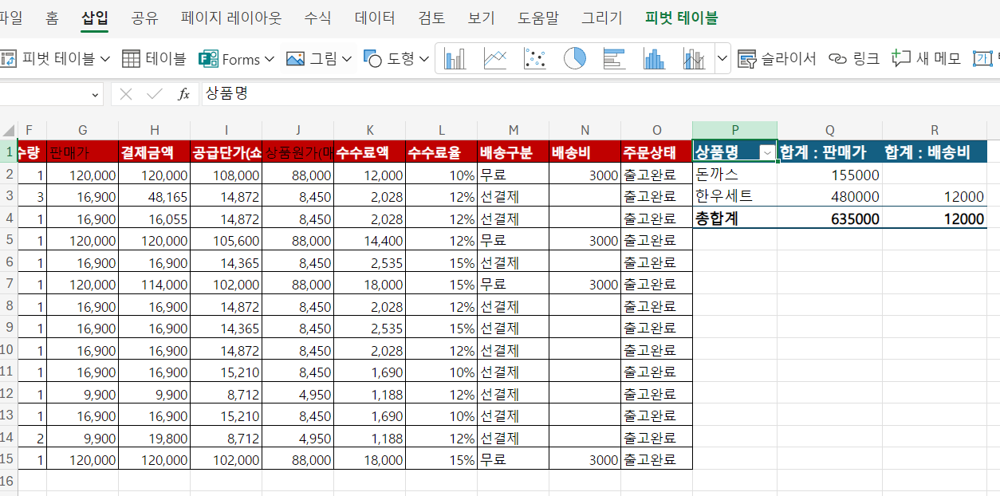 파일 홈 삽입 공유 페이지 레이아웃 수식 데이터 검토 보기 도움말 그리기 피벗 테이블
피벗 테이블 테이블 Forms 그림 도형 슬라이서 링크 새 메모 가
fx 상품명
F G H I J K L M N O P Q R
1 수량 판매가 결제금액 공급단가(쇼 상품원가(매 수수료액 수수료율 배송구분 배송비 주문상태 상품명 합계 : 판매가 합계 : 배송비
2 1 120,000 120,000 108,000 88,000 12,000 10% 무료 3000 출고완료 돈까스 155000
3 3 16,900 48,165 14,872 8,450 2,028 12% 선결제 출고완료 한우세트 480000 12000
4 1 16,900 16,055 14,872 8,450 2,028 12% 선결제 출고완료 총합계 635000 12000
5 1 120,000 120,000 105,600 88,000 14,400 12% 무료 3000 출고완료
6 1 16,900 16,900 14,365 8,450 2,535 15% 선결제 출고완료
7 1 120,000 114,000 102,000 88,000 18,000 15% 무료 3000 출고완료
8 1 16,900 16,900 14,872 8,450 2,028 12% 선결제 출고완료
9 1 16,900 16,900 14,365 8,450 2,535 15% 선결제 출고완료
10 1 16,900 16,900 14,872 8,450 2,028 12% 선결제 출고완료
11 1 16,900 16,900 15,210 8,450 1,690 10% 선결제 출고완료
12 1 9,900 9,900 8,712 4,950 1,188 12% 선결제 출고완료
13 1 16,900 16,900 15,210 8,450 1,690 10% 선결제 출고완료
14 2 9,900 19,800 8,712 4,950 1,188 12% 선결제 출고완료
15 1 120,000 120,000 102,000 88,000 18,000 15% 무료 3000 출고완료
16